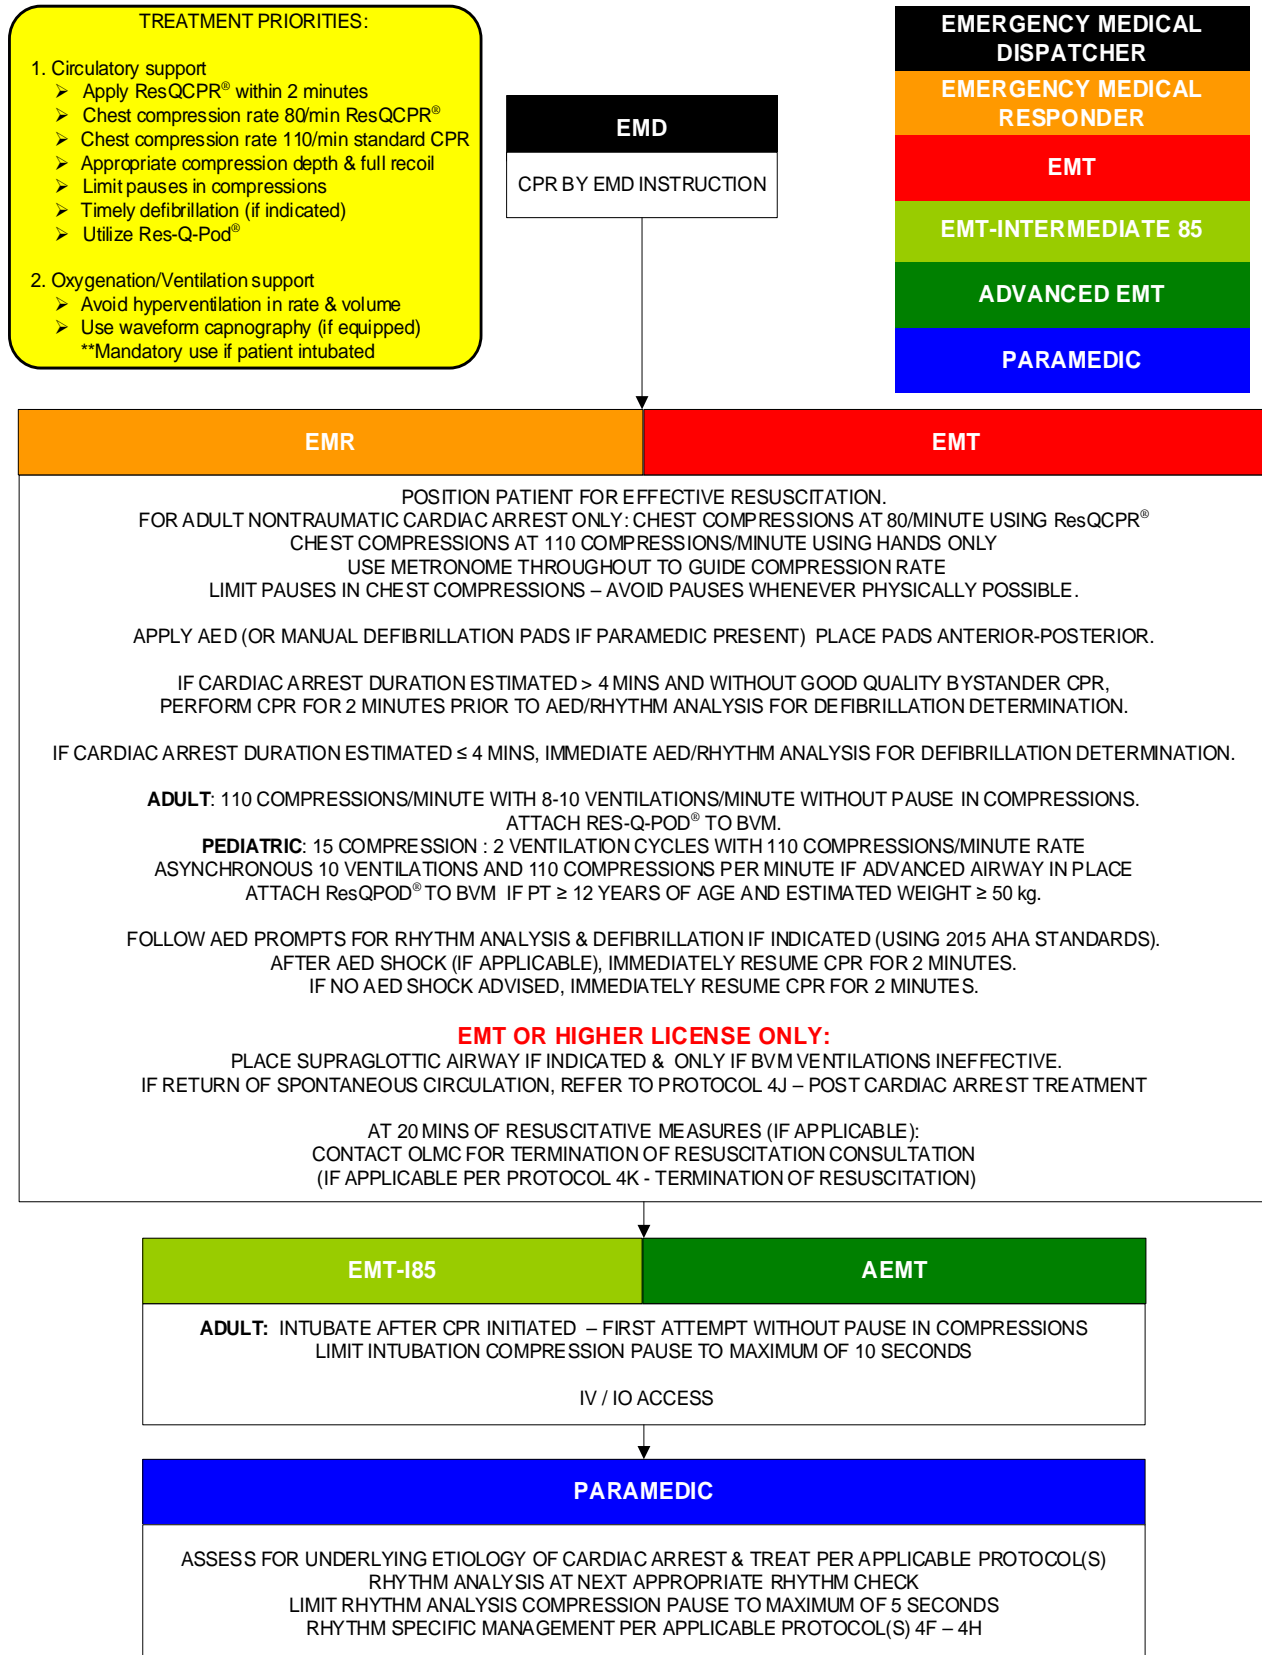 TREATMENT PRIORITIES:
1. Circulatory support
➢ Apply ResQCPR® within 2 minutes
➢ Chest compression rate 80/min ResQCPR®
➢ Chest compression rate 110/min standard CPR
➢ Appropriate compression depth & full recoil
➢ Limit pauses in compressions
➢ Timely defibrillation (if indicated)
➢ Utilize Res-Q-Pod®
2. Oxygenation/Ventilation support
➢ Avoid hyperventilation in rate & volume
➢ Use waveform capnography (if equipped)
**Mandatory use if patient intubated
EMD
CPR BY EMD INSTRUCTION
EMERGENCY MEDICAL
DISPATCHER
EMERGENCY MEDICAL
RESPONDER
EMT
EMT-INTERMEDIATE 85
ADVANCED EMT
PARAMEDIC
EMR
EMT
POSITION PATIENT FOR EFFECTIVE RESUSCITATION.
FOR ADULT NONTRAUMATIC CARDIAC ARREST ONLY: CHEST COMPRESSIONS AT 80/MINUTE USING ResQCPR®
CHEST COMPRESSIONS AT 110 COMPRESSIONS/MINUTE USING HANDS ONLY
USE METRONOME THROUGHOUT TO GUIDE COMPRESSION RATE
LIMIT PAUSES IN CHEST COMPRESSIONS – AVOID PAUSES WHENEVER PHYSICALLY POSSIBLE.
APPLY AED (OR MANUAL DEFIBRILLATION PADS IF PARAMEDIC PRESENT) PLACE PADS ANTERIOR-POSTERIOR.
IF CARDIAC ARREST DURATION ESTIMATED > 4 MINS AND WITHOUT GOOD QUALITY BYSTANDER CPR,
PERFORM CPR FOR 2 MINUTES PRIOR TO AED/RHYTHM ANALYSIS FOR DEFIBRILLATION DETERMINATION.
IF CARDIAC ARREST DURATION ESTIMATED ≤ 4 MINS, IMMEDIATE AED/RHYTHM ANALYSIS FOR DEFIBRILLATION DETERMINATION.
ADULT: 110 COMPRESSIONS/MINUTE WITH 8-10 VENTILATIONS/MINUTE WITHOUT PAUSE IN COMPRESSIONS.
ATTACH RES-Q-POD® TO BVM.
PEDIATRIC: 15 COMPRESSION : 2 VENTILATION CYCLES WITH 110 COMPRESSIONS/MINUTE RATE
ASYNCHRONOUS 10 VENTILATIONS AND 110 COMPRESSIONS PER MINUTE IF ADVANCED AIRWAY IN PLACE
ATTACH ResQPOD® TO BVM IF PT ≥ 12 YEARS OF AGE AND ESTIMATED WEIGHT ≥ 50 kg.
FOLLOW AED PROMPTS FOR RHYTHM ANALYSIS & DEFIBRILLATION IF INDICATED (USING 2015 AHA STANDARDS).
AFTER AED SHOCK (IF APPLICABLE), IMMEDIATELY RESUME CPR FOR 2 MINUTES.
IF NO AED SHOCK ADVISED, IMMEDIATELY RESUME CPR FOR 2 MINUTES.
EMT OR HIGHER LICENSE ONLY:
PLACE SUPRAGLOTTIC AIRWAY IF INDICATED & ONLY IF BVM VENTILATIONS INEFFECTIVE.
IF RETURN OF SPONTANEOUS CIRCULATION, REFER TO PROTOCOL 4J – POST CARDIAC ARREST TREATMENT
AT 20 MINS OF RESUSCITATIVE MEASURES (IF APPLICABLE):
CONTACT OLMC FOR TERMINATION OF RESUSCITATION CONSULTATION
(IF APPLICABLE PER PROTOCOL 4K - TERMINATION OF RESUSCITATION)
EMT-I85
AEMT
ADULT: INTUBATE AFTER CPR INITIATED – FIRST ATTEMPT WITHOUT PAUSE IN COMPRESSIONS
LIMIT INTUBATION COMPRESSION PAUSE TO MAXIMUM OF 10 SECONDS
IV / IO ACCESS
PARAMEDIC
ASSESS FOR UNDERLYING ETIOLOGY OF CARDIAC ARREST & TREAT PER APPLICABLE PROTOCOL(S)
RHYTHM ANALYSIS AT NEXT APPROPRIATE RHYTHM CHECK
LIMIT RHYTHM ANALYSIS COMPRESSION PAUSE TO MAXIMUM OF 5 SECONDS
RHYTHM SPECIFIC MANAGEMENT PER APPLICABLE PROTOCOL(S) 4F – 4H